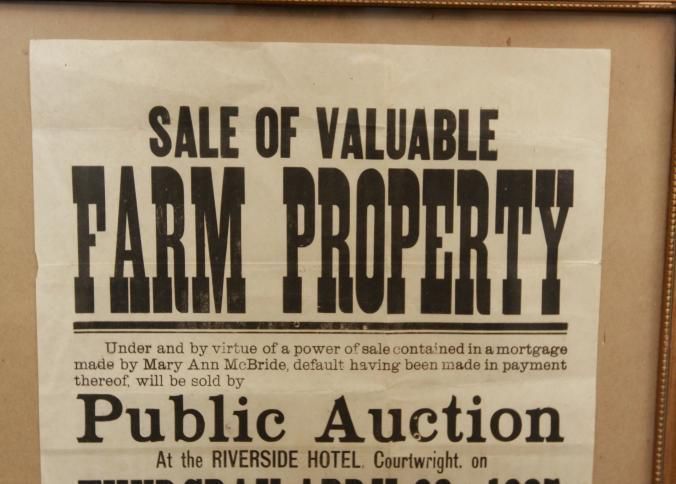 SALE OF VALUABLE
FARM PROPERTY
Under and by virtue of a power of sale contained in a mortgage
made by Mary Ann McBride, default having been made in payment
thereof, will be sold by
Public Auction
At the RIVERSIDE HOTEL, Courtwright, on